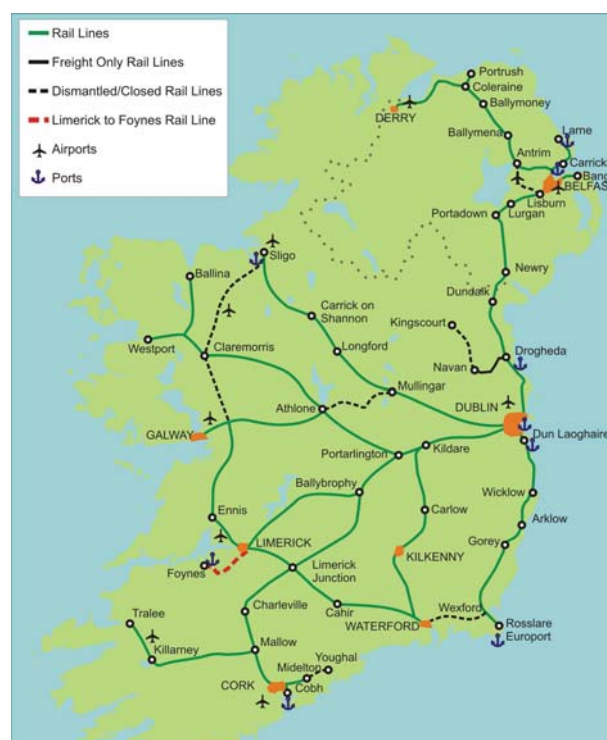 Rail Lines
Freight Only Rail Lines
Dismantled/Closed Rail Lines
Limerick to Foynes Rail Line
Airports
Ports
Portrush
Coleraine
DERRY
Ballymoney
Ballymena
Larne
Antrim
Carrick
Bang
BELFAS
Lisburn
Portadown
Lurgan
Sligo
Ballina
Newry
Carrick on
Shannon
Dundalk
Kingscourt
Westport
Claremorris
Longford
Drogheda
Navan
Mullingar
Athlone
DUBLIN
GALWAY
Dun Laoghaire
Portarlington
Kildare
Ballybrophy
Wicklow
Ennis
Carlow
Arklow
LIMERICK
Gorey
Foynes
Limerick
Junction
KILKENNY
Charleville
Cahir
Wexford
Tralee
WATERFORD
Rosslare
Europort
Killarney
Mallow
Youghal
Midelton
CORK
Cobh